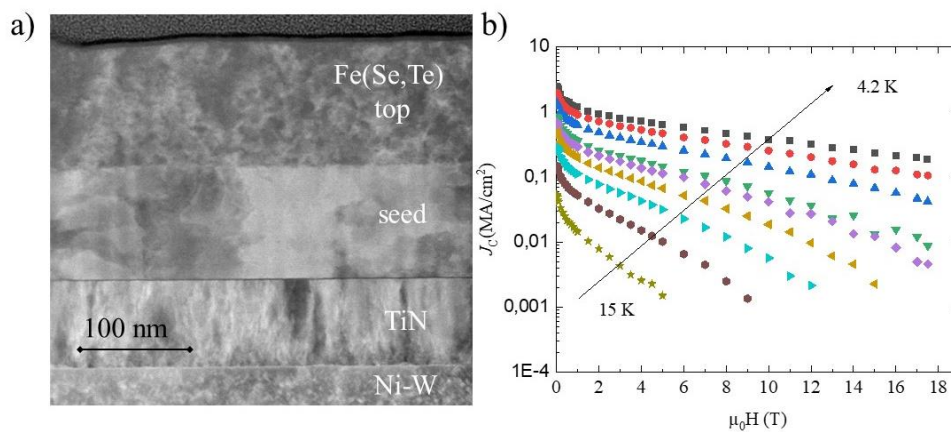 a)
Fe(Se,Te)
top
seed
TiN
100 nm
Ni-W
b)
10
1
0,1
0,01
0,001
1E-4
0 2 4 6 8 10 12 14 16 18
J_C(MA/cm²)
μ₀H (T)
4.2 K
15 K